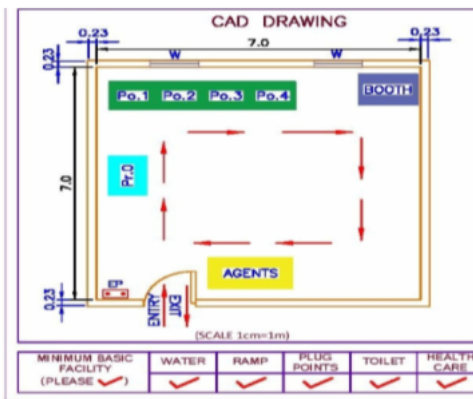 CAD DRAWING
0.23
7.0
0.23
0.23
W
W
Po.1 Po.2 Po.3 Po.4
BOOTH
7.0
Pr.O
AGENTS
EP
0.23
ENTRY
EXIT
(SCALE 1cm=1m)
MINIMUM BASIC
FACILITY
(PLEASE ✓)
WATER
RAMP
PLUG
POINTS
TOILET
HEALTH
CARE